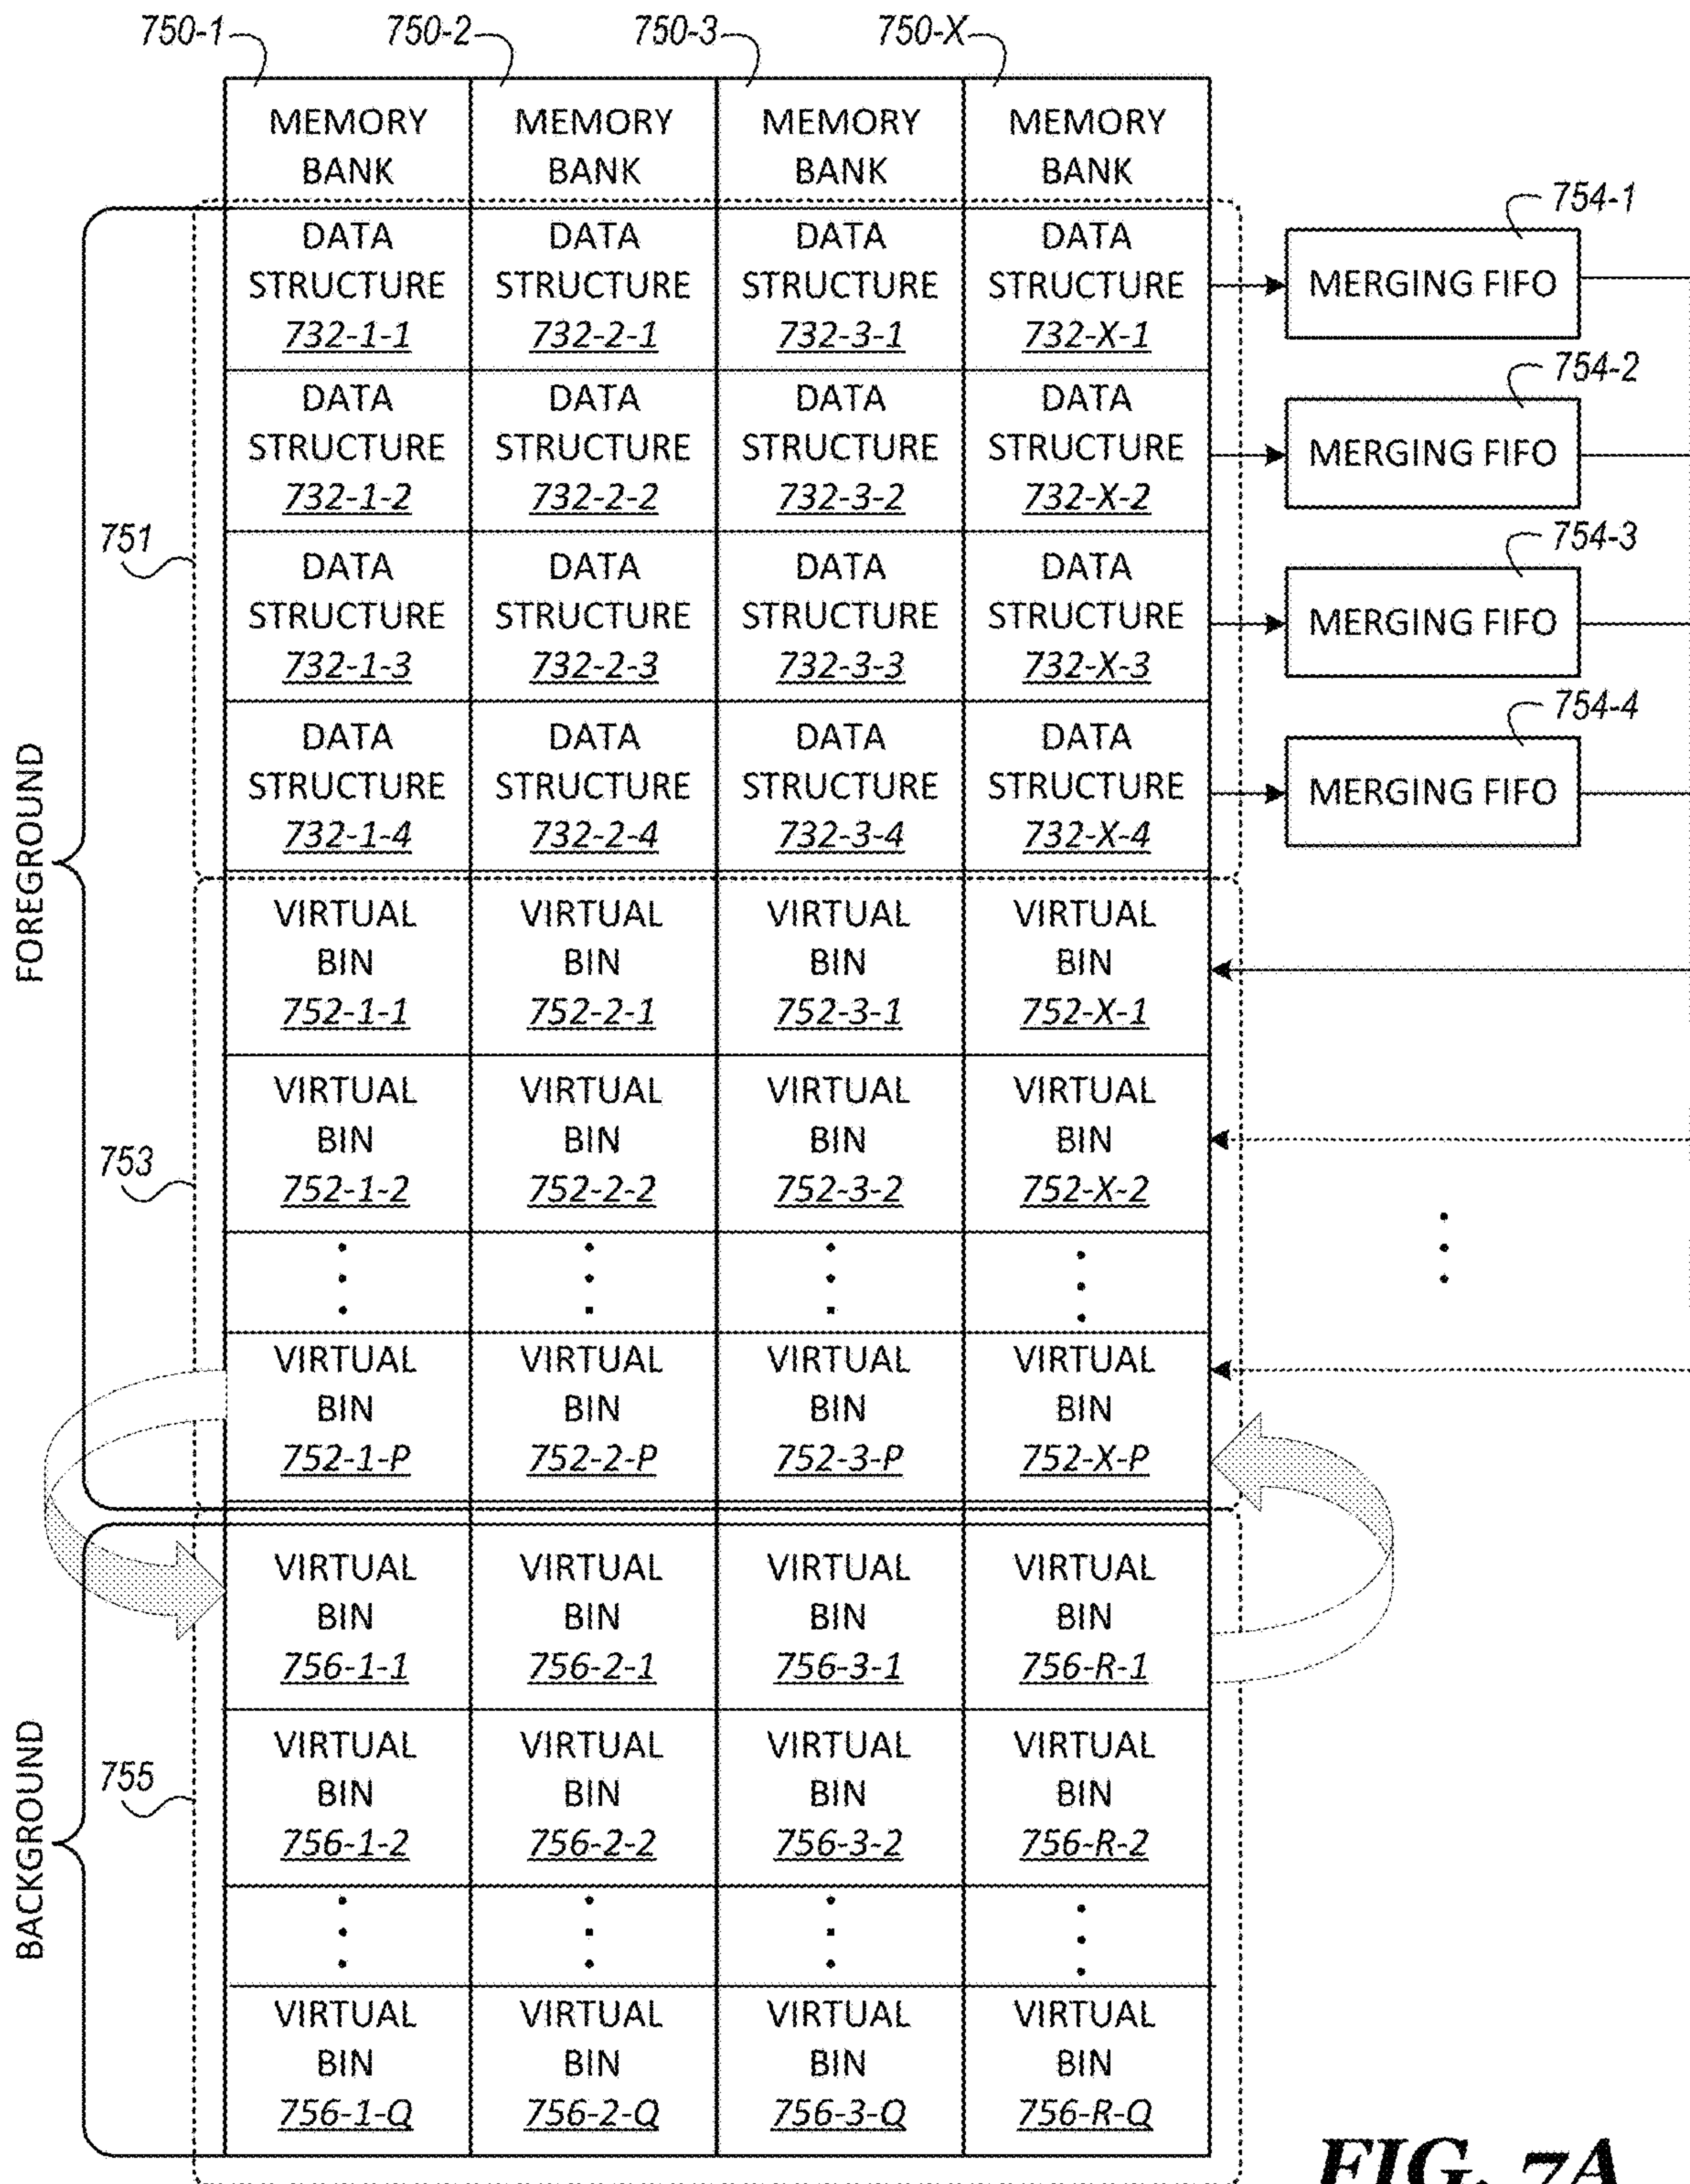 750-1 750-2 750-3 750-X
MEMORY MEMORY MEMORY MEMORY
BANK BANK BANK BANK
754-1
DATA DATA DATA DATA
STRUCTURE STRUCTURE STRUCTURE STRUCTURE MERGING FIFO
732-1-1 732-2-1 732-3-1 732-X-1
754-2
DATA DATA DATA DATA
STRUCTURE STRUCTURE STRUCTURE STRUCTURE MERGING FIFO
732-1-2 732-2-2 732-3-2 732-X-2
751
754-3
DATA DATA DATA DATA
STRUCTURE STRUCTURE STRUCTURE STRUCTURE MERGING FIFO
732-1-3 732-2-3 732-3-3 732-X-3
754-4
DATA DATA DATA DATA
STRUCTURE STRUCTURE STRUCTURE STRUCTURE MERGING FIFO
732-1-4 732-2-4 732-3-4 732-X-4
FOREGROUND
VIRTUAL VIRTUAL VIRTUAL VIRTUAL
BIN BIN BIN BIN
752-1-1 752-2-1 752-3-1 752-X-1
VIRTUAL VIRTUAL VIRTUAL VIRTUAL
BIN BIN BIN BIN
753
752-1-2 752-2-2 752-3-2 752-X-2
VIRTUAL VIRTUAL VIRTUAL VIRTUAL
BIN BIN BIN BIN
752-1-P 752-2-P 752-3-P 752-X-P
VIRTUAL VIRTUAL VIRTUAL VIRTUAL
BIN BIN BIN BIN
756-1-1 756-2-1 756-3-1 756-R-1
VIRTUAL VIRTUAL VIRTUAL VIRTUAL
755
BIN BIN BIN BIN
756-1-2 756-2-2 756-3-2 756-R-2
BACKGROUND
VIRTUAL VIRTUAL VIRTUAL VIRTUAL
BIN BIN BIN BIN
756-1-Q 756-2-Q 756-3-Q 756-R-Q
FIG. 7A